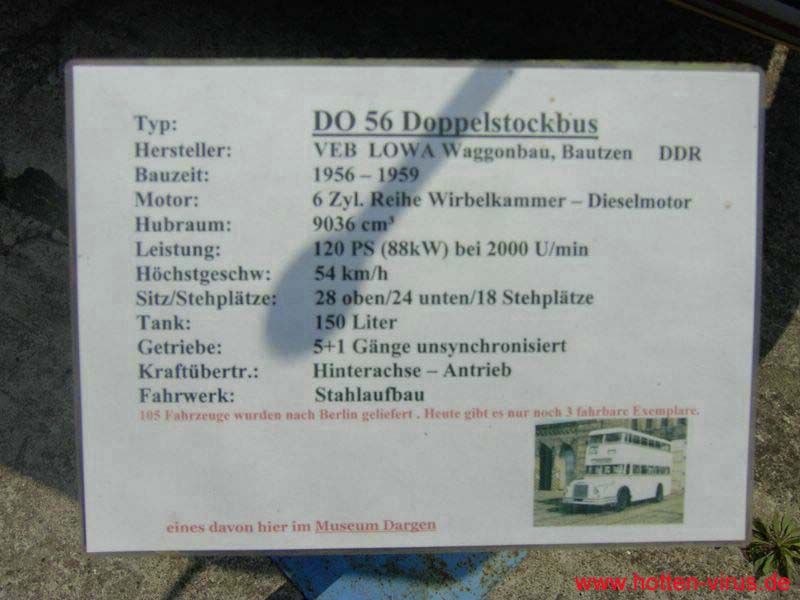 Typ: DO 56 Doppelstockbus
Hersteller: VEB LOWA Waggonbau, Bautzen DDR
Bauzeit: 1956 – 1959
Motor: 6 Zyl. Reihe Wirbelkammer – Dieselmotor
Hubraum: 9036 cm³
Leistung: 120 PS (88kW) bei 2000 U/min
Höchstgeschw: 54 km/h
Sitz/Stehplätze: 28 oben/24 unten/18 Stehplätze
Tank: 150 Liter
Getriebe: 5+1 Gänge unsynchronisiert
Kraftübertr.: Hinterachse – Antrieb
Fahrwerk: Stahlaufbau
105 Fahrzeuge wurden nach Berlin geliefert . Heute gibt es nur noch 3 fahrbare Exemplare.
eines davon hier im Museum Dargen
www.hotten-virus.de